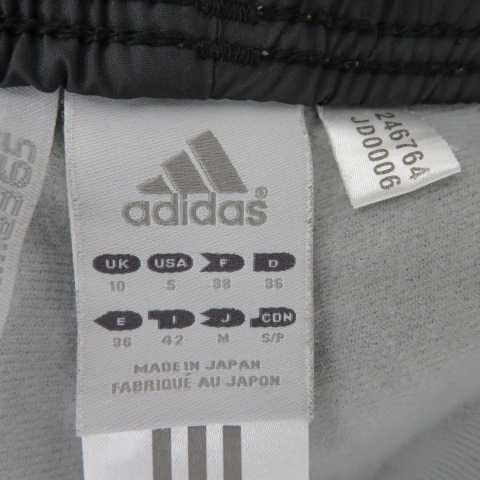 adidas®
UK USA F D
10 S 38 36
E I J CDN
36 42 M S/P
MADE IN JAPAN
FABRIQUÉ AU JAPON
246764
JD0006